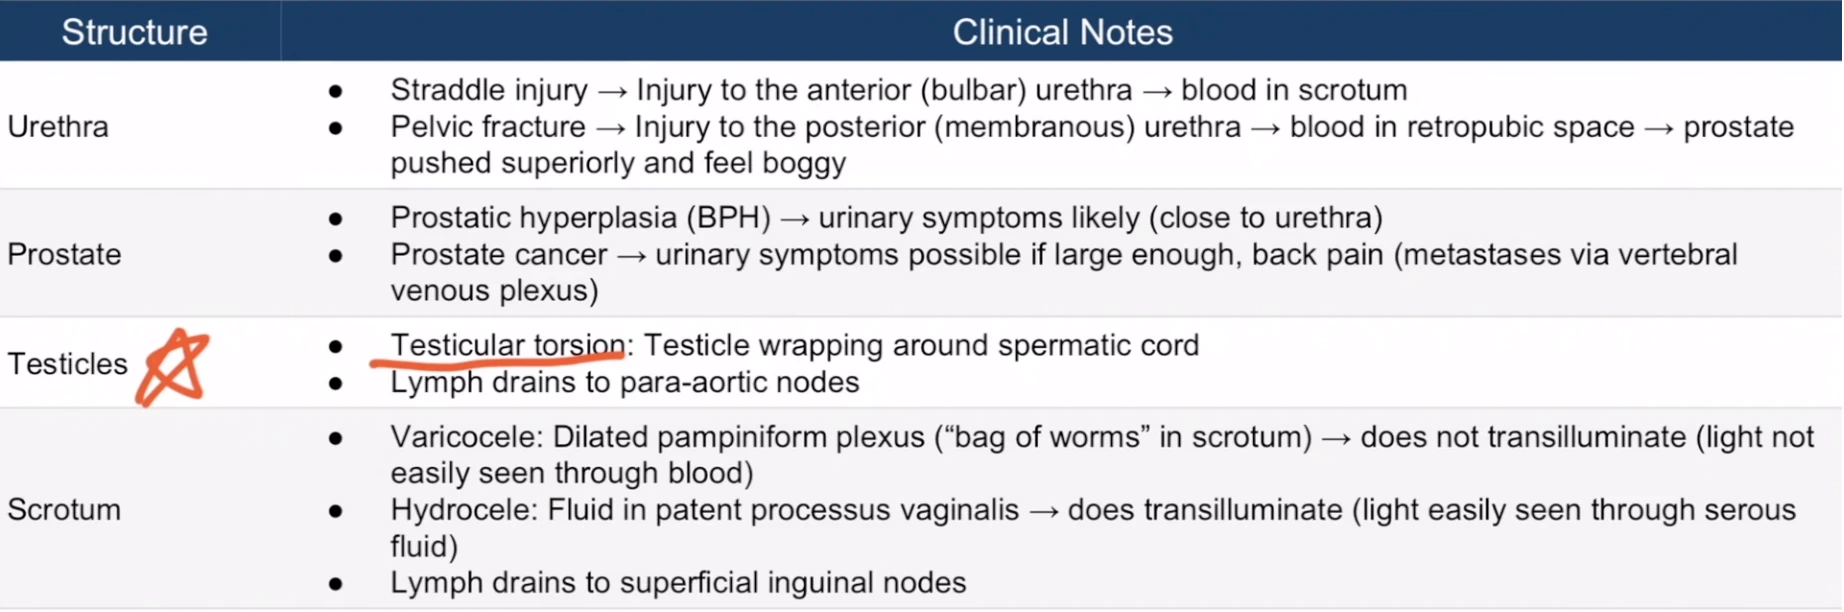 Structure Clinical Notes
Urethra
● Straddle injury → Injury to the anterior (bulbar) urethra → blood in scrotum
● Pelvic fracture → Injury to the posterior (membranous) urethra → blood in retropubic space → prostate
pushed superiorly and feel boggy
Prostate
● Prostatic hyperplasia (BPH) → urinary symptoms likely (close to urethra)
● Prostate cancer → urinary symptoms possible if large enough, back pain (metastases via vertebral
venous plexus)
Testicles
● Testicular torsion: Testicle wrapping around spermatic cord
● Lymph drains to para-aortic nodes
Scrotum
● Varicocele: Dilated pampiniform plexus (“bag of worms” in scrotum) → does not transilluminate (light not
easily seen through blood)
● Hydrocele: Fluid in patent processus vaginalis → does transilluminate (light easily seen through serous
fluid)
● Lymph drains to superficial inguinal nodes